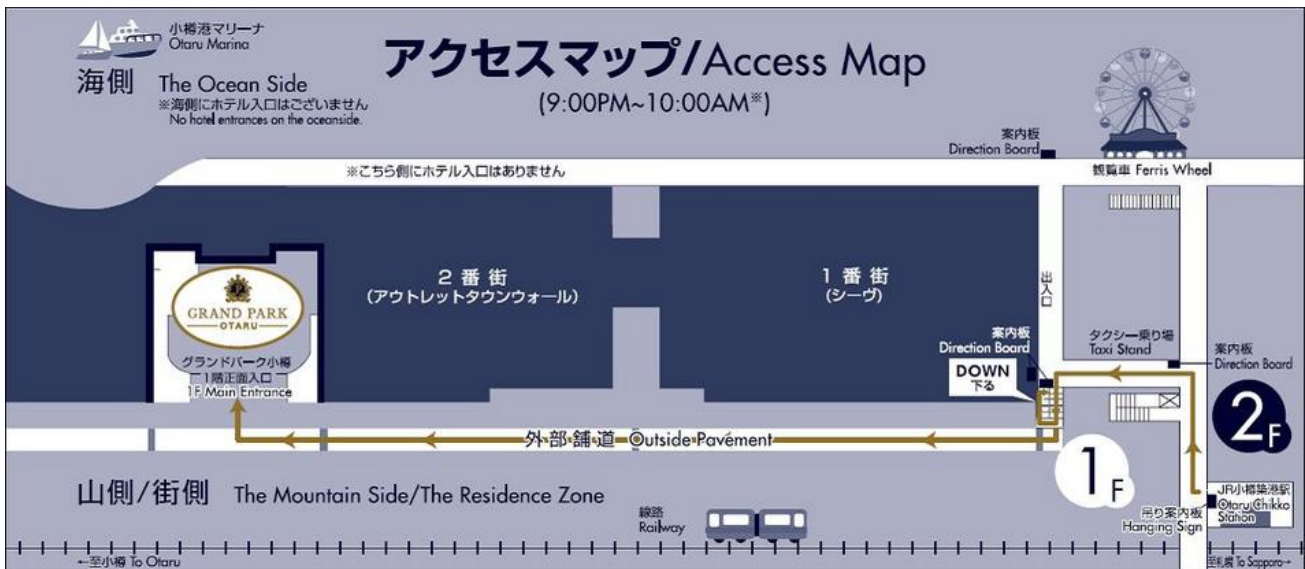 小樽港マリーナ
Otaru Marina
海側 The Ocean Side
※海側にホテル入口はございません
No hotel entrances on the oceanside.
アクセスマップ/Access Map
(9:00PM~10:00AM※)
案内板
Direction Board
※こちら側にホテル入口はありません
観覧車 Ferris Wheel
2番街
(アウトレットタウンウォール)
1番街
(シーヴ)
出入口
GRAND PARK
OTARU
グランドパーク小樽
1階正面入口
1F Main Entrance
案内板
Direction Board
DOWN
下る
タクシー乗り場
Taxi Stand
案内板
Direction Board
2F
外部舗道 Outside Pavement
1F
山側/街側 The Mountain Side/The Residence Zone
JR小樽築港駅
Otaru Chikko
Station
吊り案内板
Hanging Sign
線路
Railway
←至小樽 To Otaru
至札幌 To Sapporo→